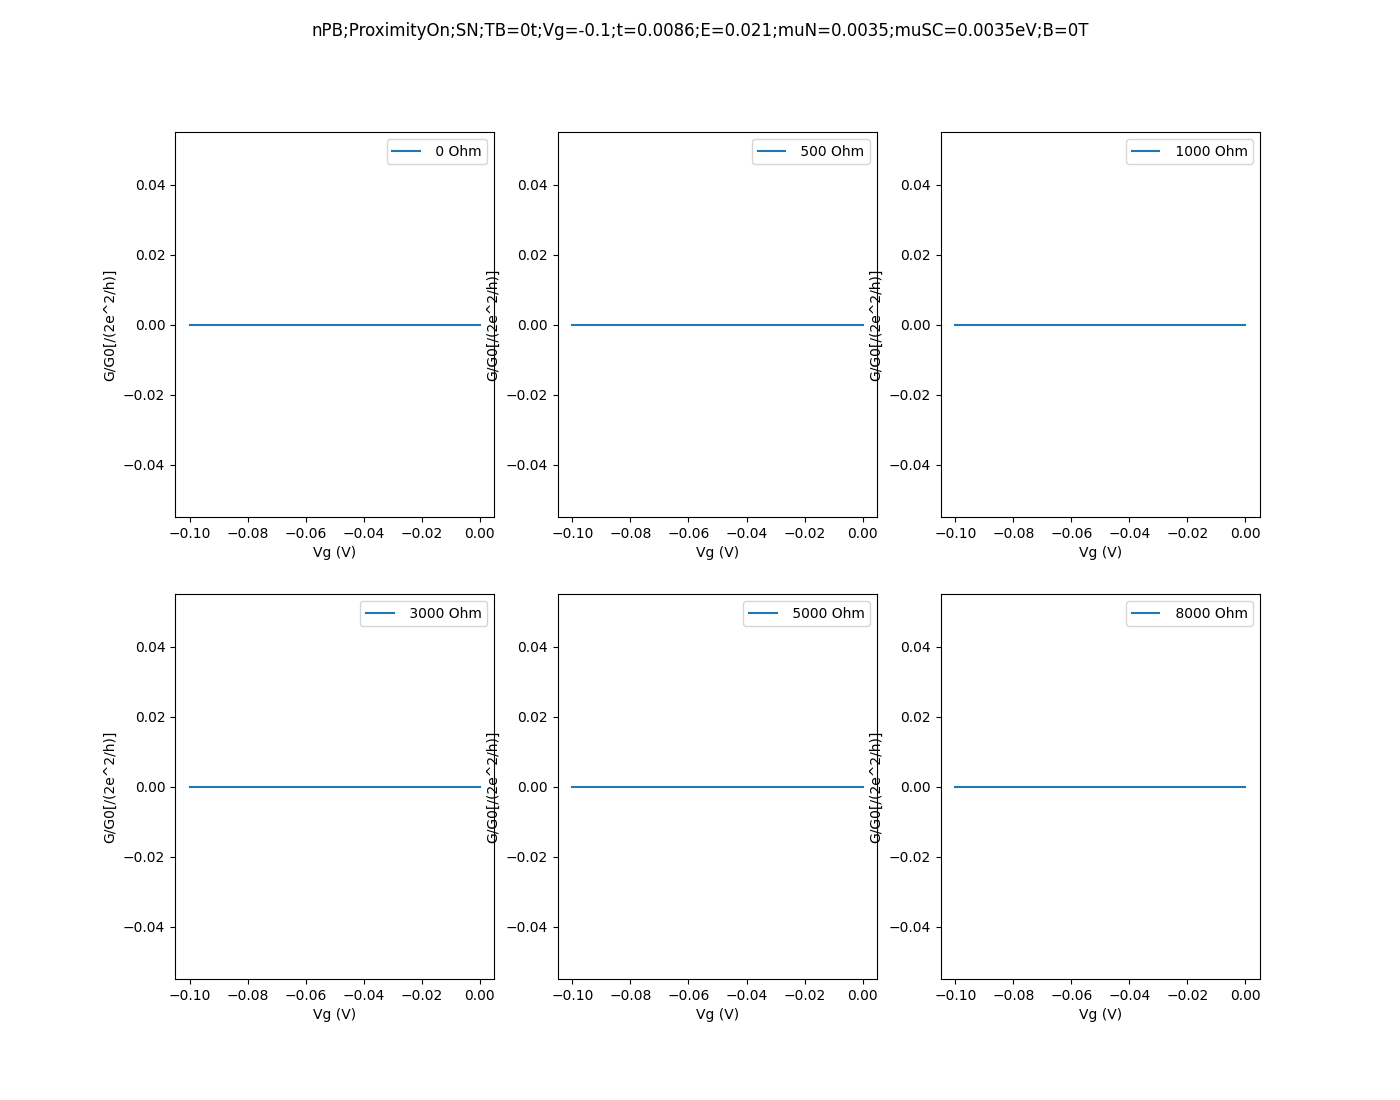 nPB;ProximityOn;SN;TB=0t;Vg=-0.1;t=0.0086;E=0.021;muN=0.0035;muSC=0.0035eV;B=0T
0 Ohm
0.04
0.02
0.00
−0.02
−0.04
G/G0[/(2e^2/h)]
−0.10 −0.08 −0.06 −0.04 −0.02 0.00
Vg (V)
500 Ohm
0.04
0.02
0.00
−0.02
−0.04
G/G0[/(2e^2/h)]
−0.10 −0.08 −0.06 −0.04 −0.02 0.00
Vg (V)
1000 Ohm
0.04
0.02
0.00
−0.02
−0.04
G/G0[/(2e^2/h)]
−0.10 −0.08 −0.06 −0.04 −0.02 0.00
Vg (V)
3000 Ohm
0.04
0.02
0.00
−0.02
−0.04
G/G0[/(2e^2/h)]
−0.10 −0.08 −0.06 −0.04 −0.02 0.00
Vg (V)
5000 Ohm
0.04
0.02
0.00
−0.02
−0.04
G/G0[/(2e^2/h)]
−0.10 −0.08 −0.06 −0.04 −0.02 0.00
Vg (V)
8000 Ohm
0.04
0.02
0.00
−0.02
−0.04
G/G0[/(2e^2/h)]
−0.10 −0.08 −0.06 −0.04 −0.02 0.00
Vg (V)